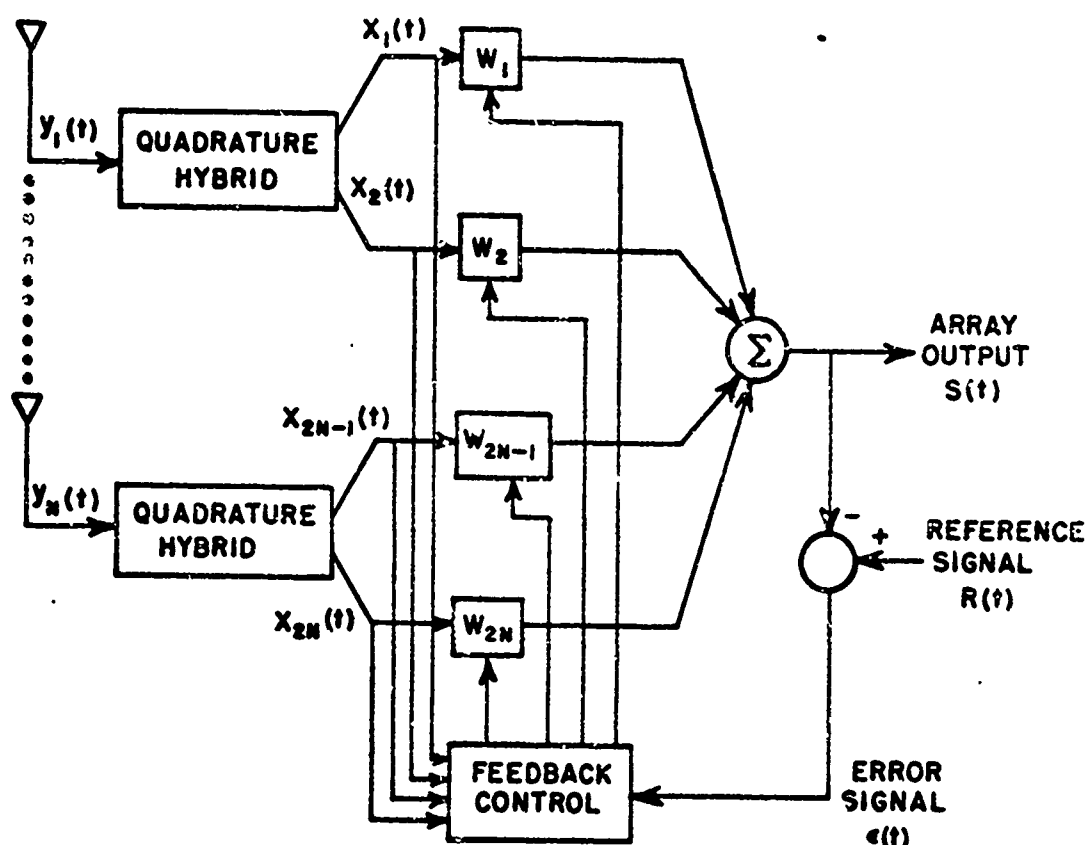 X₁(t)
W₁
y₁(t)
QUADRATURE
HYBRID
X₂(t)
W₂
Σ
ARRAY
OUTPUT
S(t)
X₂ₙ₋₁(t)
W₂ₙ₋₁
yₙ(t)
QUADRATURE
HYBRID
- 
+
REFERENCE
SIGNAL
R(t)
X₂ₙ(t)
W₂ₙ
FEEDBACK
CONTROL
ERROR
SIGNAL
ϵ(t)